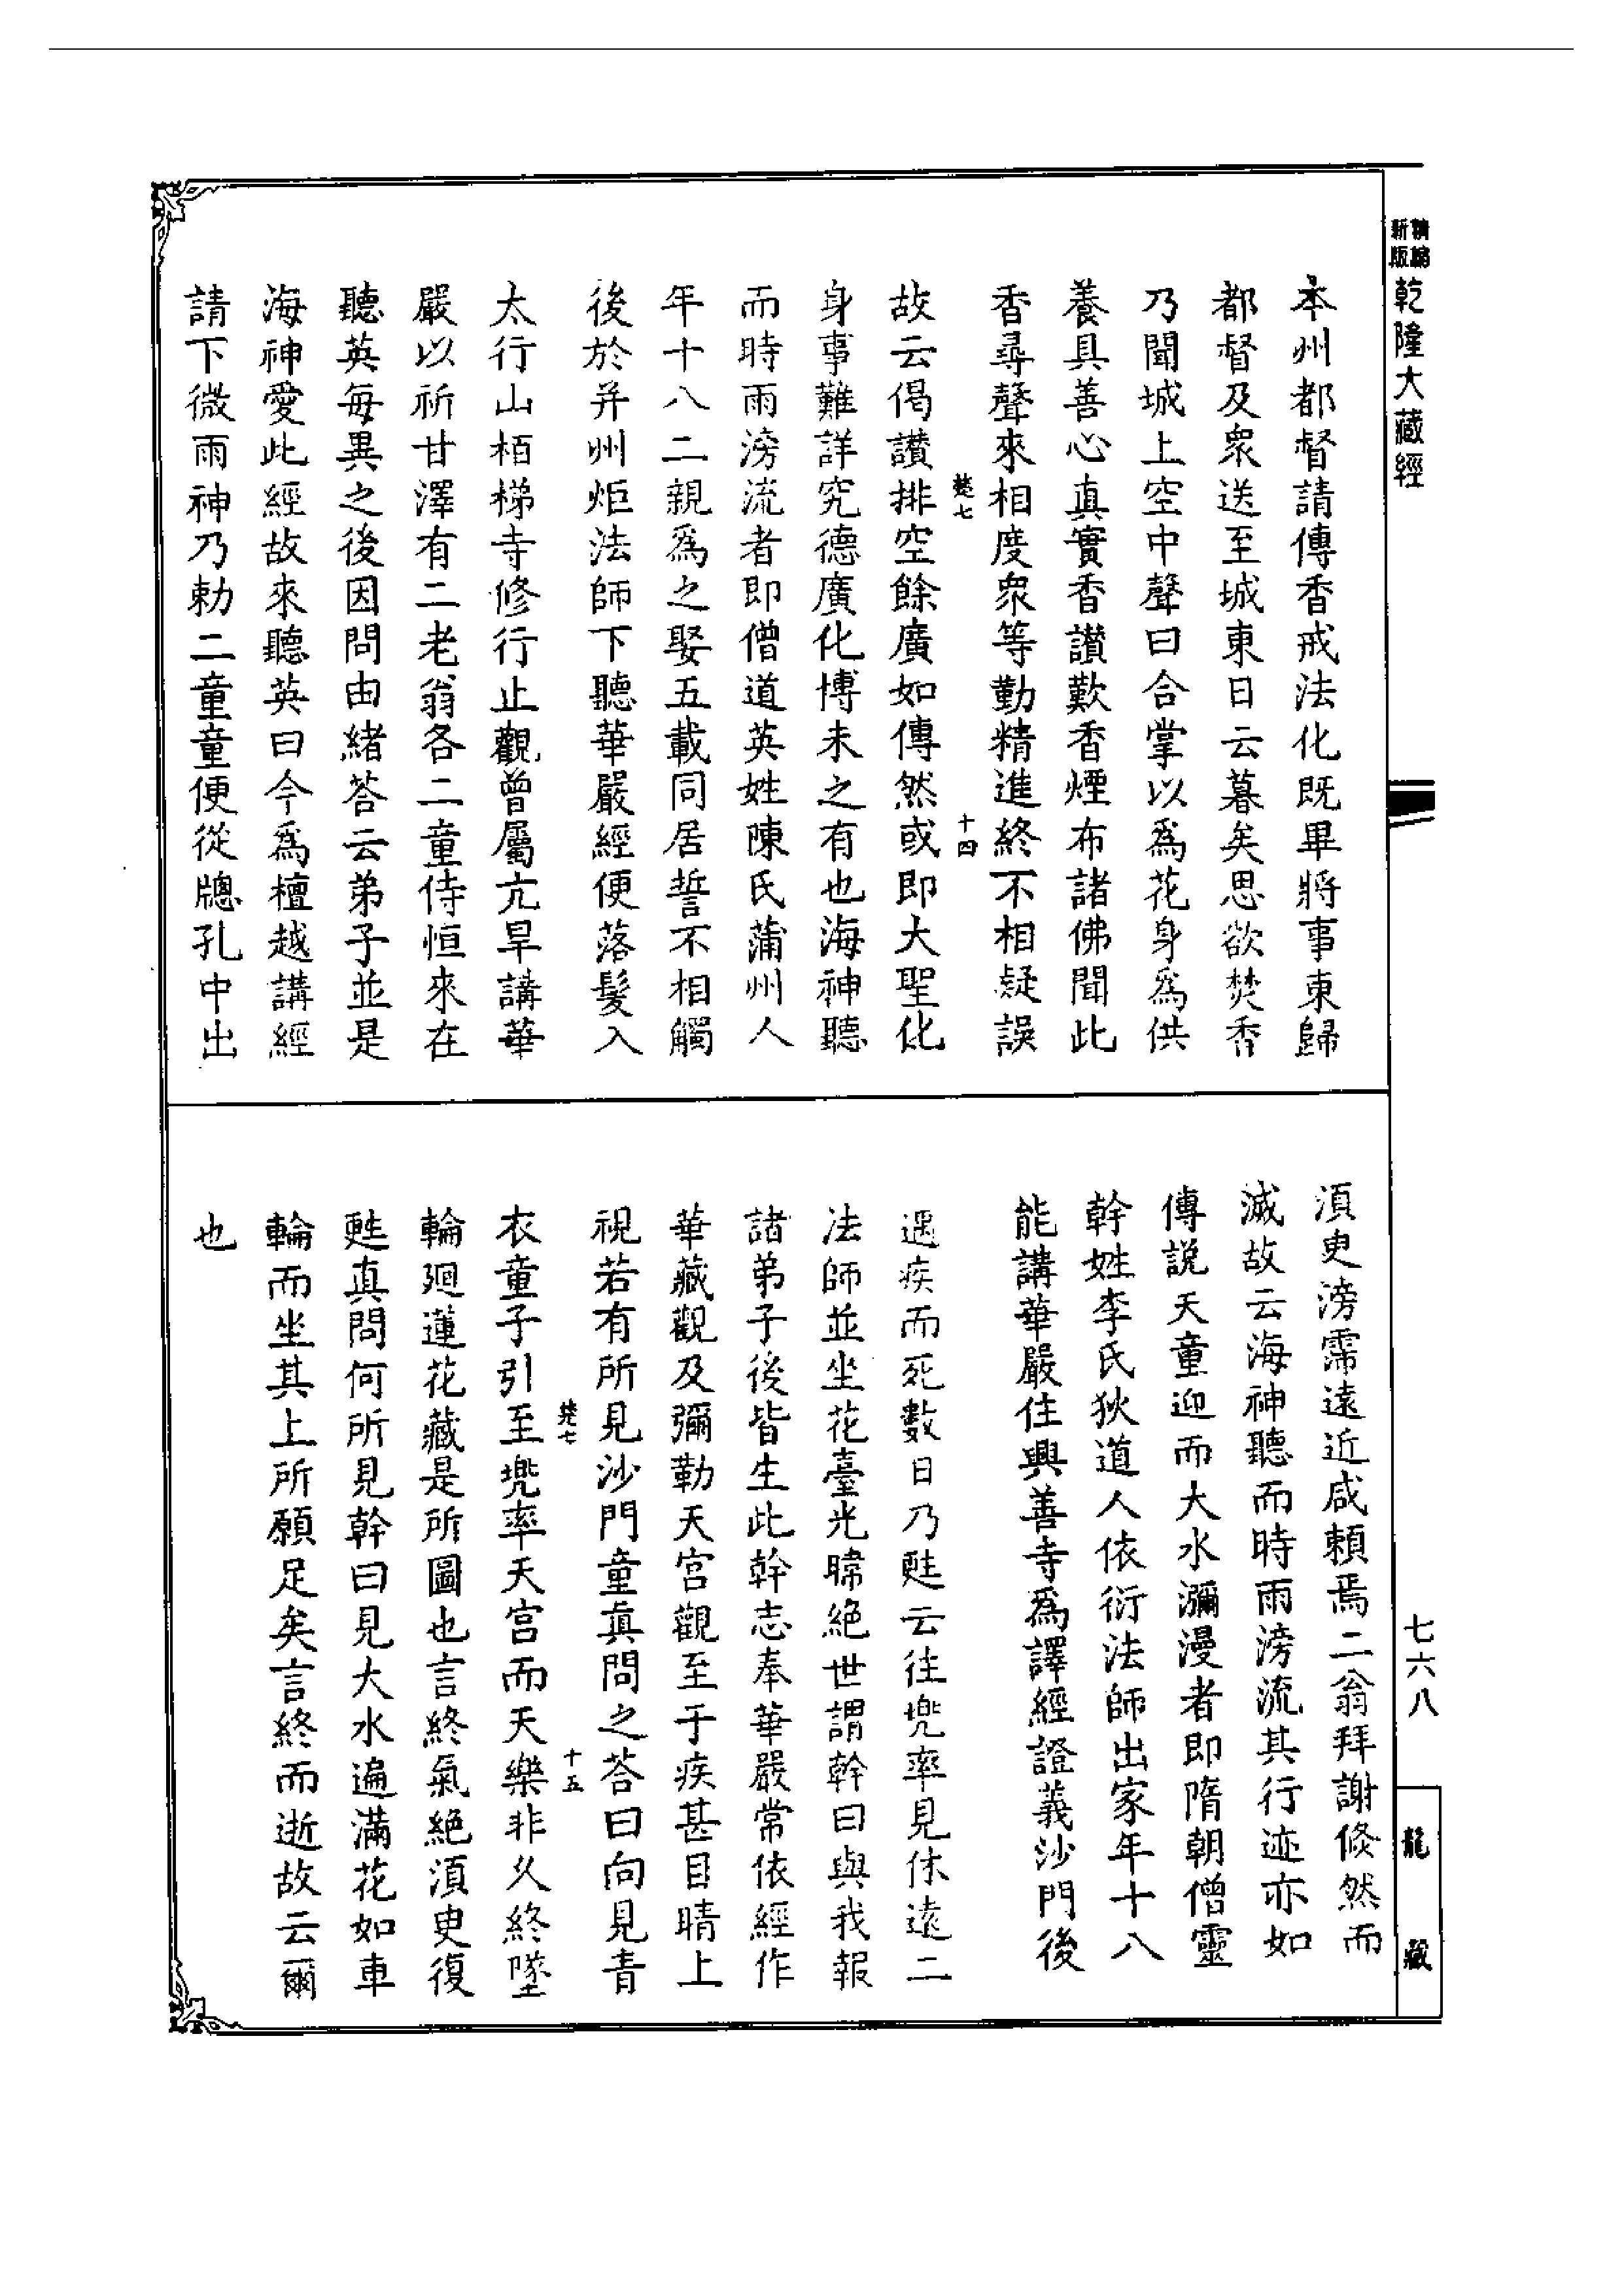 精縮新版
乾隆大藏經
本州都督請傳香戒法化既畢將事東歸
都督及衆送至城東日云暮矣思欲焚香
乃聞城上空中聲曰合掌以爲花身爲供
養具善心真實香讃歎香煙布諸佛聞此
香尋聲來相度衆等勤精進終不相疑誤
楚七
十四
故云偈讃排空餘廣如傳然或即大聖化
身事難詳究德廣化博未之有也海神聽
而時雨滂流者即僧道英姓陳氏蒲州人
年十八二親爲之娶五載同居誓不相觸
後於并州炬法師下聽華嚴經便落髮入
太行山栢梯寺修行止觀曾屬亢旱講華
嚴以祈甘澤有二老翁各二童侍恒來在
聽英每異之後因問由緒答云弟子並是
海神愛此經故來聽英曰今爲檀越講經
請下微雨神乃勅二童童便從牕孔中出
須臾滂霈遠近咸賴焉二翁拜謝倐然而
滅故云海神聽而時雨滂流其行迹亦如
傳説天童迎而大水瀰漫者即隋朝僧靈
幹姓李氏狄道人依衍法師出家年十八
能講華嚴住興善寺爲譯經證義沙門後
遇疾而死數日乃甦云往兜率見休遠二
法師並坐花臺光暐絶世謂幹曰與我報
諸弟子後皆生此幹志奉華嚴常依經作
華藏觀及彌勒天宮觀至于疾甚目睛上
視若有所見沙門童真問之答曰向見青
楚七
十五
衣童子引至兜率天宮而天樂非久終墜
輪廻蓮花藏是所圖也言終氣絶須臾復
甦真問何所見幹曰見大水遍滿花如車
輪而坐其上所願足矣言終而逝故云爾
也
七六八
龍藏